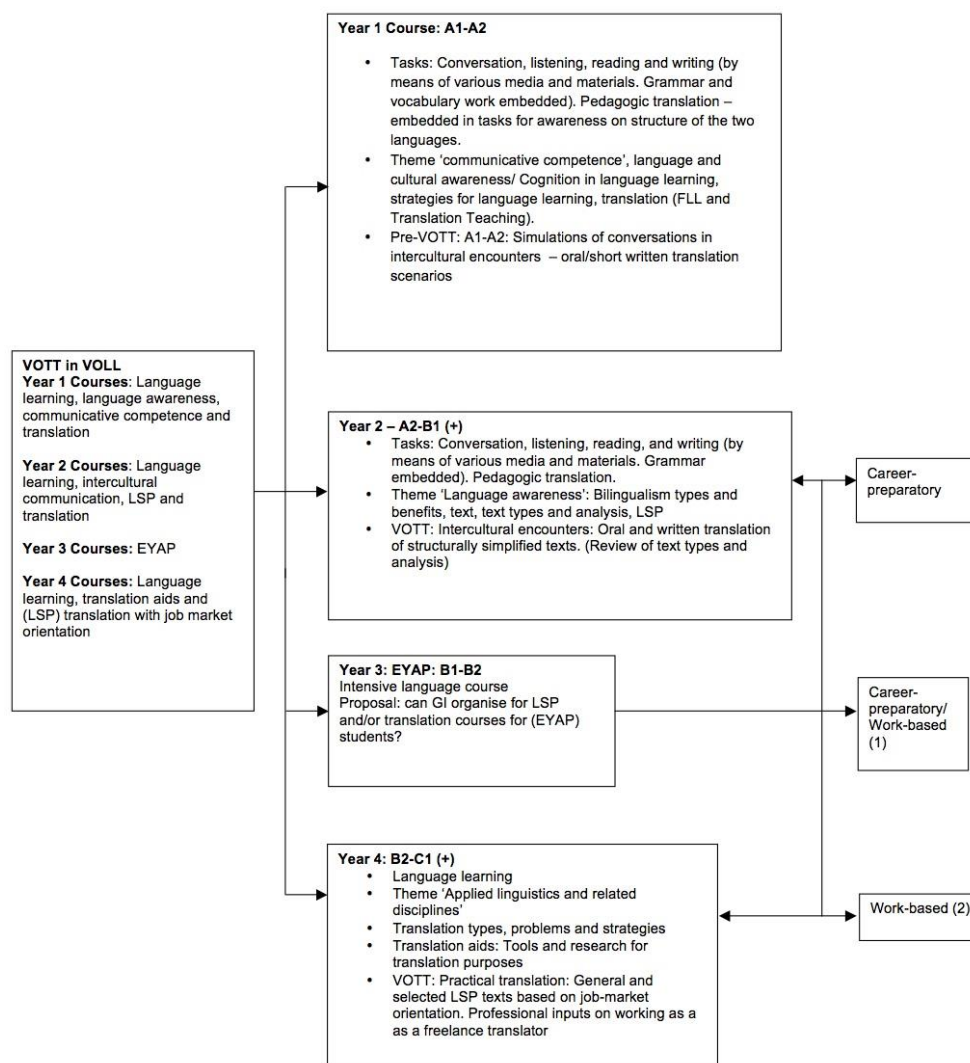 Year 1 Course: A1-A2
• Tasks: Conversation, listening, reading and writing (by
means of various media and materials. Grammar and
vocabulary work embedded). Pedagogic translation –
embedded in tasks for awareness on structure of the two
languages.
• Theme ‘communicative competence’, language and
cultural awareness/ Cognition in language learning,
strategies for language learning, translation (FLL and
Translation Teaching).
• Pre-VOTT: A1-A2: Simulations of conversations in
intercultural encounters – oral/short written translation
scenarios
VOTT in VOLL
Year 1 Courses: Language
learning, language awareness,
communicative competence and
translation
Year 2 Courses: Language
learning, intercultural
communication, LSP and
translation
Year 3 Courses: EYAP
Year 4 Courses: Language
learning, translation aids and
(LSP) translation with job market
orientation
Year 2 – A2-B1 (+)
• Tasks: Conversation, listening, reading, and writing (by
means of various media and materials. Grammar
embedded). Pedagogic translation.
• Theme ‘Language awareness’: Bilingualism types and
benefits, text, text types and analysis, LSP
• VOTT: Intercultural encounters: Oral and written translation
of structurally simplified texts. (Review of text types and
analysis)
Career-
preparatory
Year 3: EYAP: B1-B2
Intensive language course
Proposal: can GI organise for LSP
and/or translation courses for (EYAP)
students?
Career-
preparatory/
Work-based
(1)
Year 4: B2-C1 (+)
• Language learning
• Theme ‘Applied linguistics and related
disciplines’
• Translation types, problems and strategies
• Translation aids: Tools and research for
translation purposes
• VOTT: Practical translation: General and
selected LSP texts based on job-market
orientation. Professional inputs on working as a
as a freelance translator
Work-based (2)